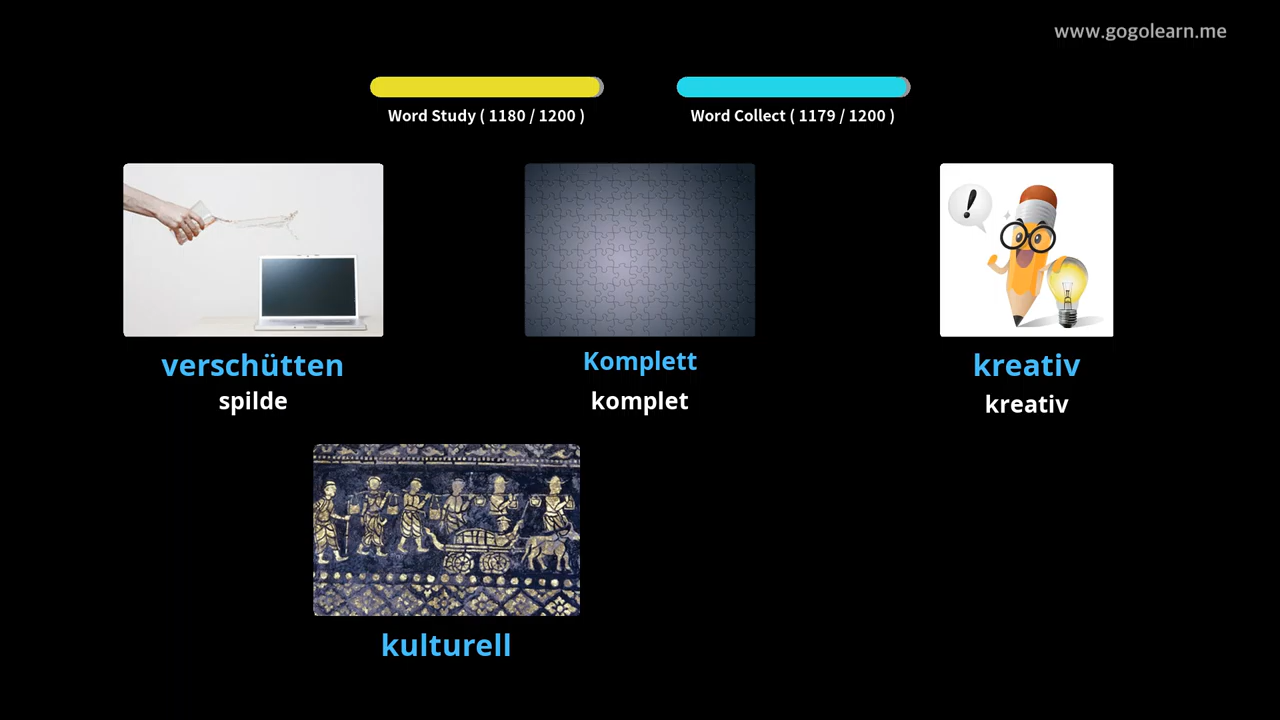 www.gogolearn.me
Word Study ( 1180 / 1200 )
Word Collect ( 1179 / 1200 )
verschütten
spilde
Komplett
komplet
kreativ
kreativ
kulturell